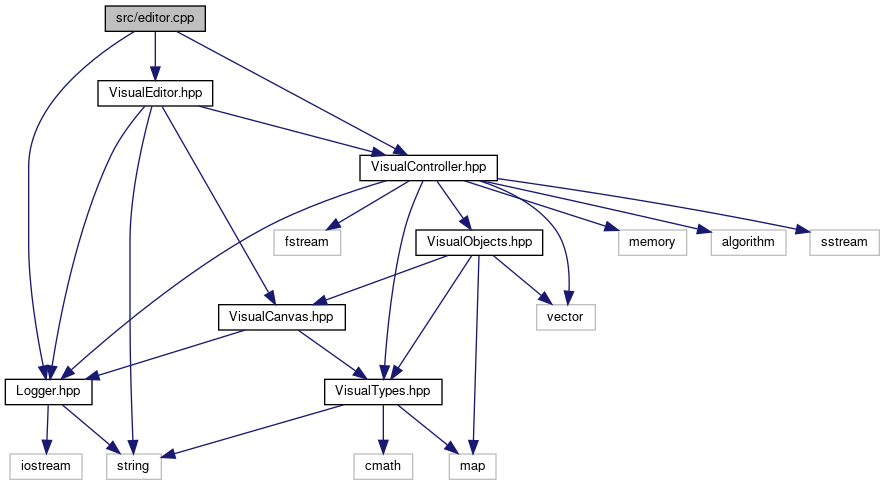 src/editor.cpp
VisualEditor.hpp
VisualController.hpp
fstream
VisualObjects.hpp
memory
algorithm
sstream
VisualCanvas.hpp
vector
Logger.hpp
VisualTypes.hpp
iostream
string
cmath
map